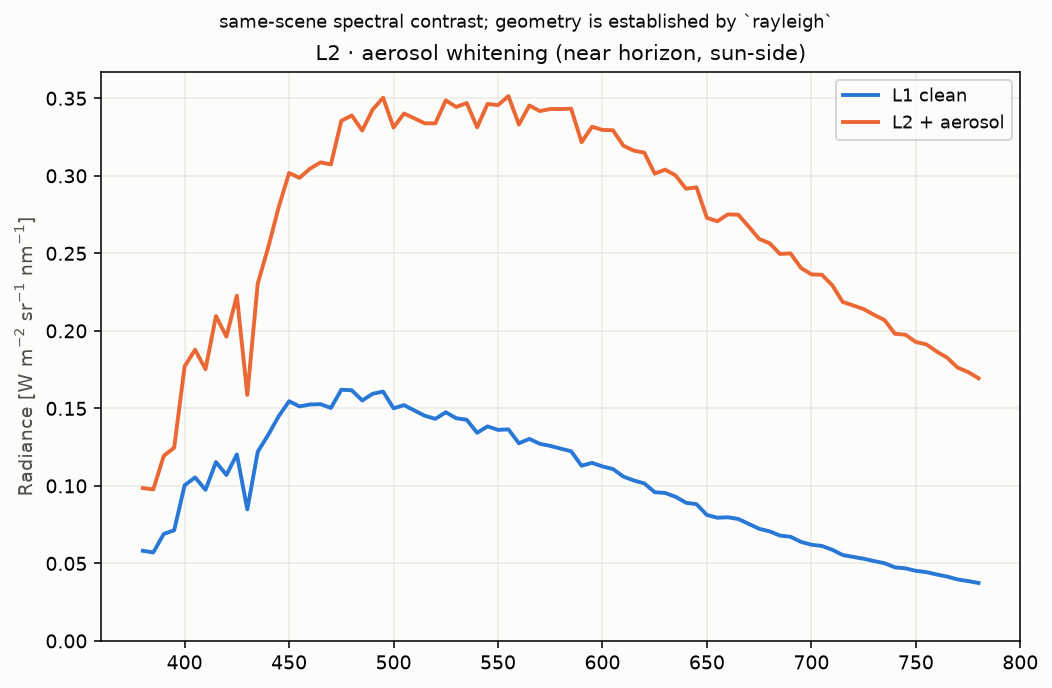 same-scene spectral contrast; geometry is established by `rayleigh`
L2 · aerosol whitening (near horizon, sun-side)
L1 clean
L2 + aerosol
Radiance [W m⁻² sr⁻¹ nm⁻¹]
0.35
0.30
0.25
0.20
0.15
0.10
0.05
0.00
400 450 500 550 600 650 700 750 800